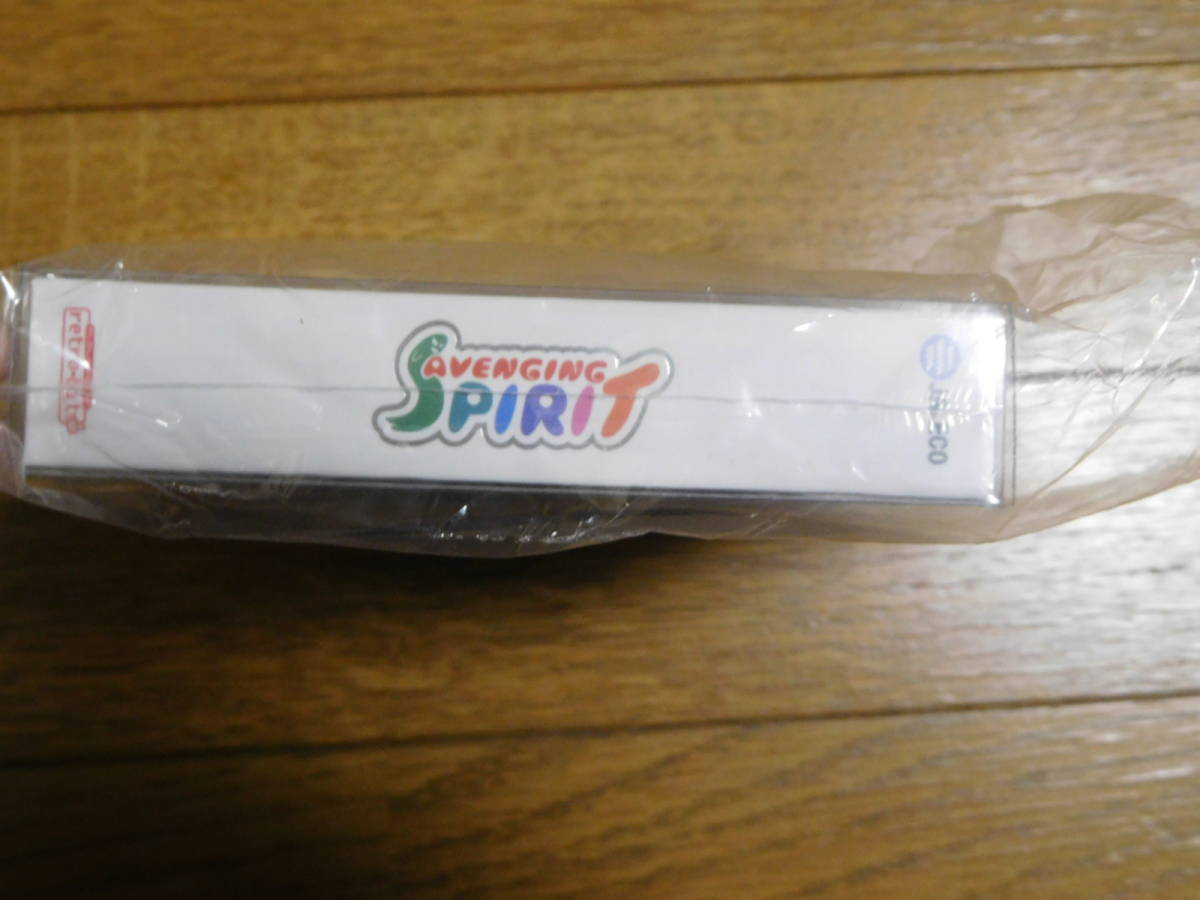 retro-bit
AVENGING
SPIRIT
JALECO